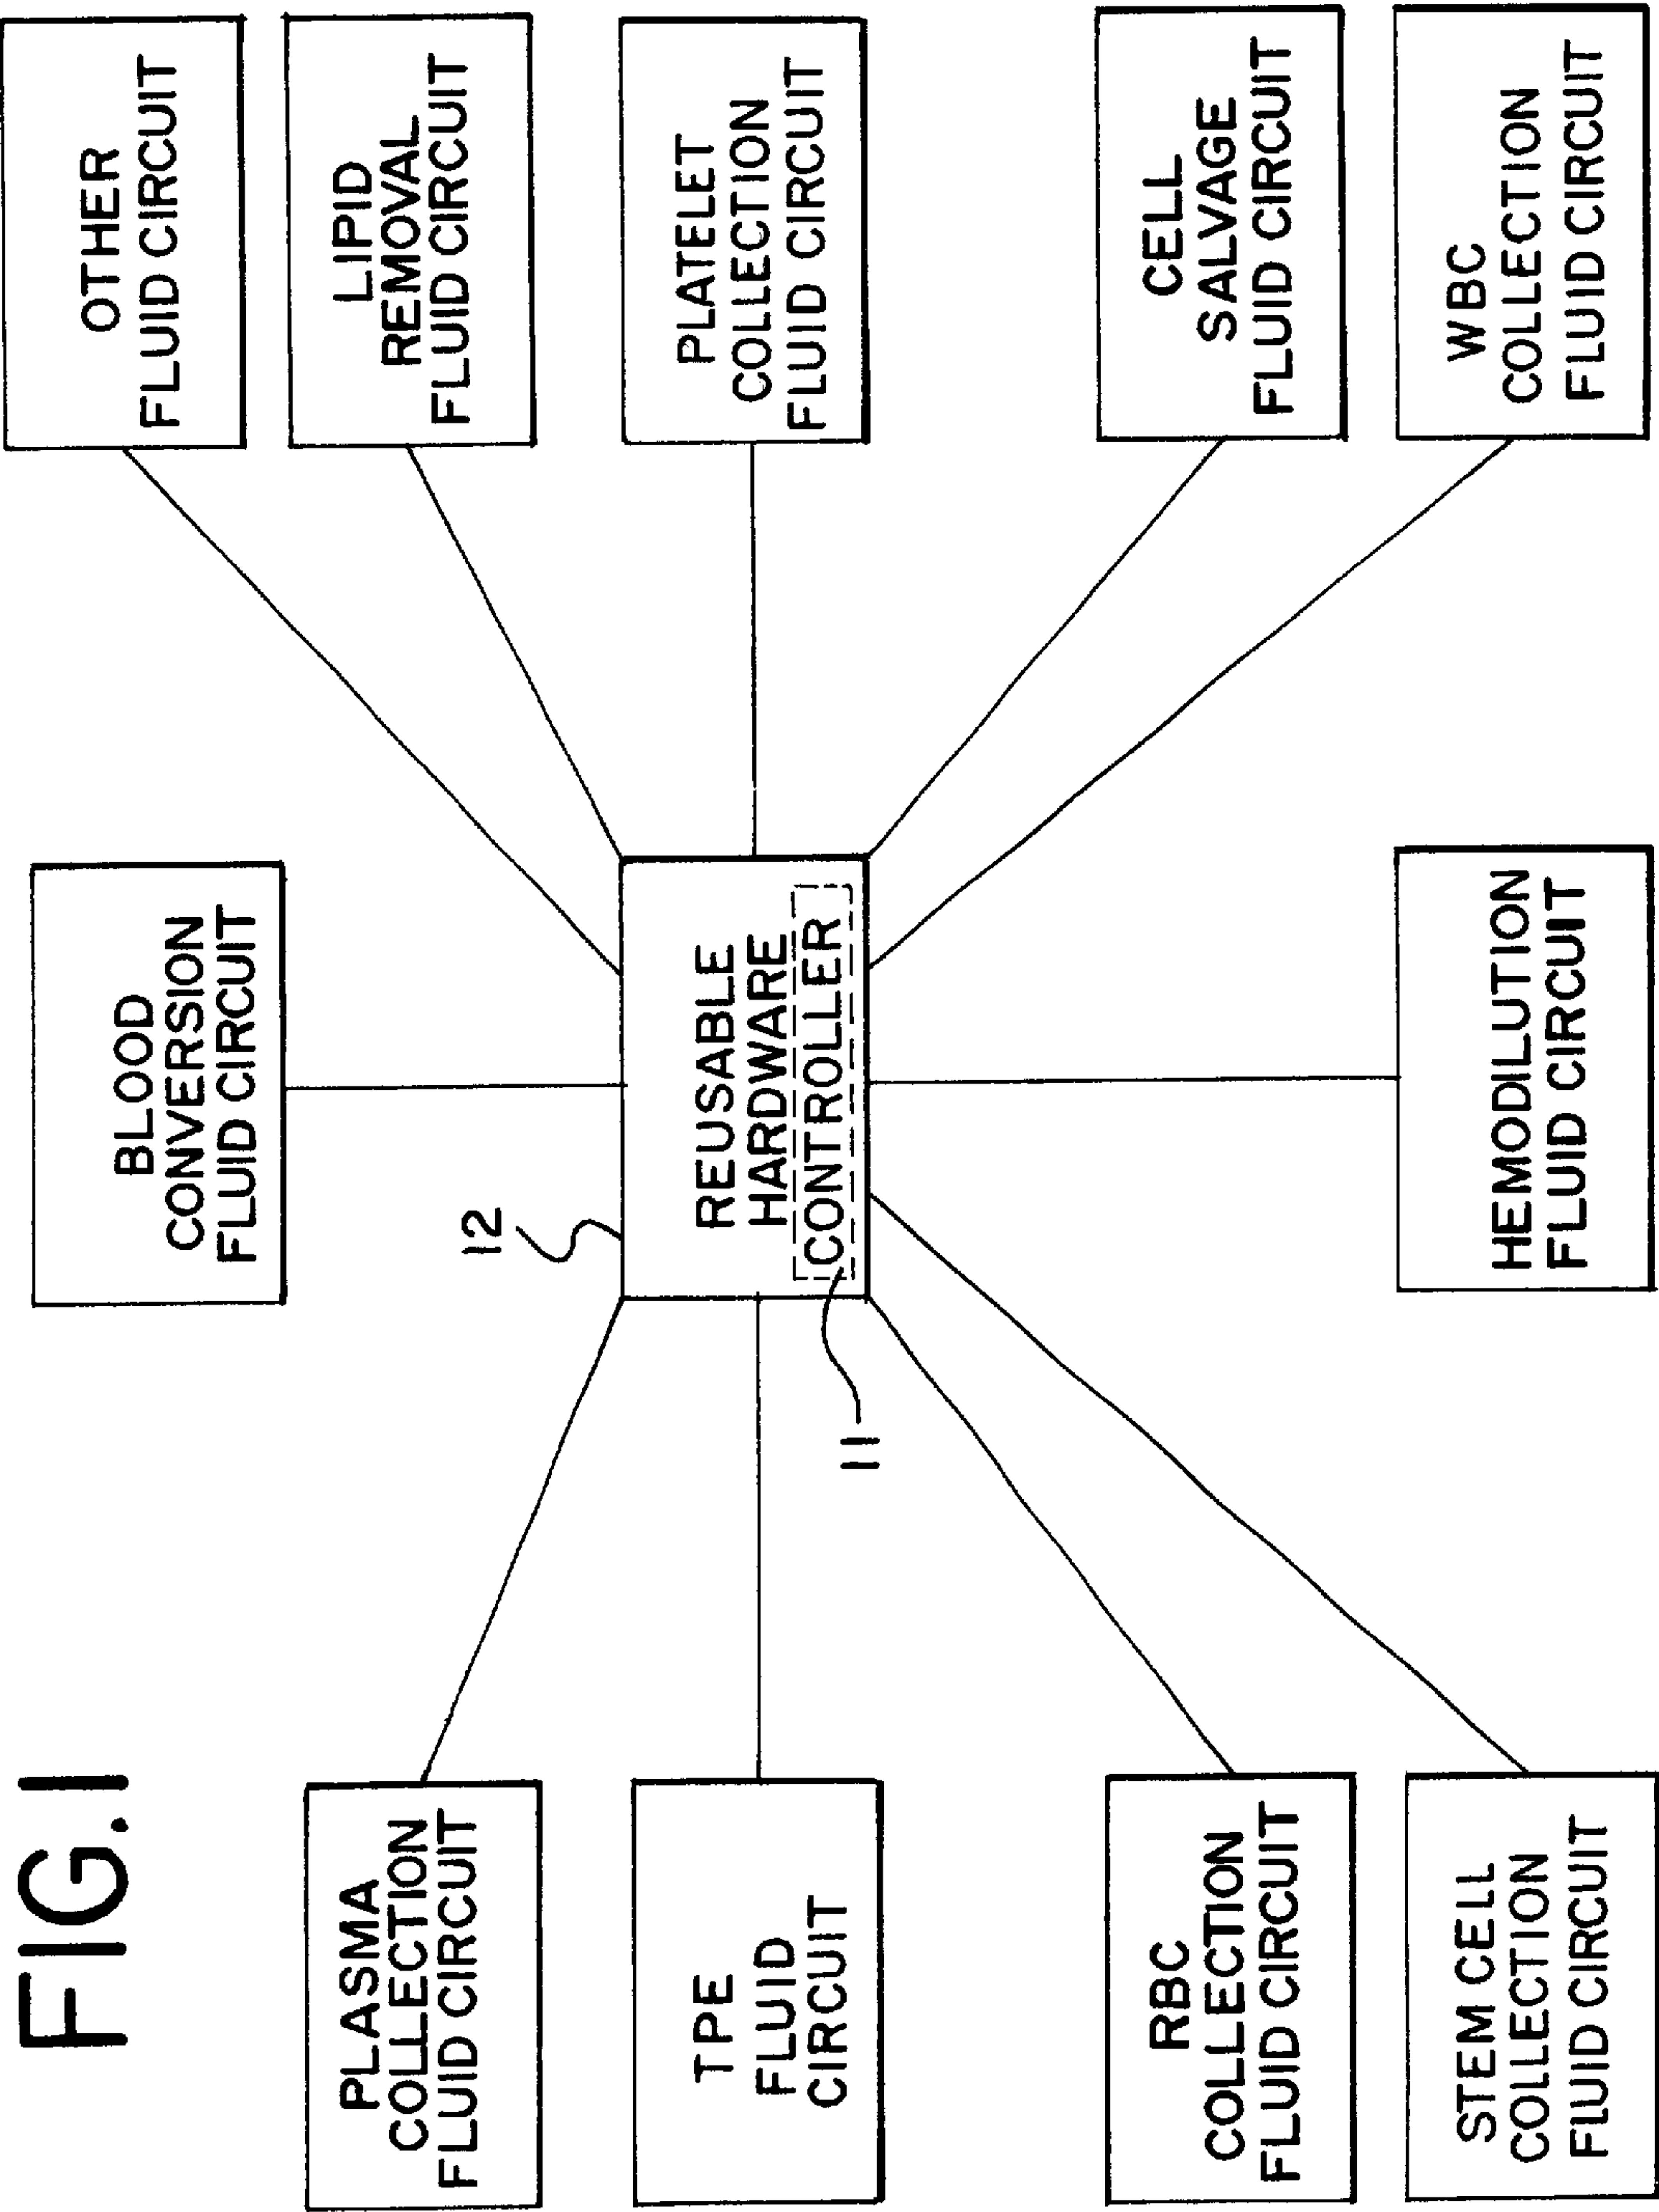 FIG. 1
BLOOD
CONVERSION
FLUID CIRCUIT
OTHER
FLUID CIRCUIT
PLASMA
COLLECTION
FLUID CIRCUIT
LIPID
REMOVAL
FLUID CIRCUIT
12
TPE
FLUID
CIRCUIT
REUSABLE
HARDWARE
CONTROLLER
11
PLATELET
COLLECTION
FLUID CIRCUIT
RBC
COLLECTION
FLUID CIRCUIT
CELL
SALVAGE
FLUID CIRCUIT
STEM CELL
COLLECTION
FLUID CIRCUIT
HEMODILUTION
FLUID CIRCUIT
WBC
COLLECTION
FLUID CIRCUIT